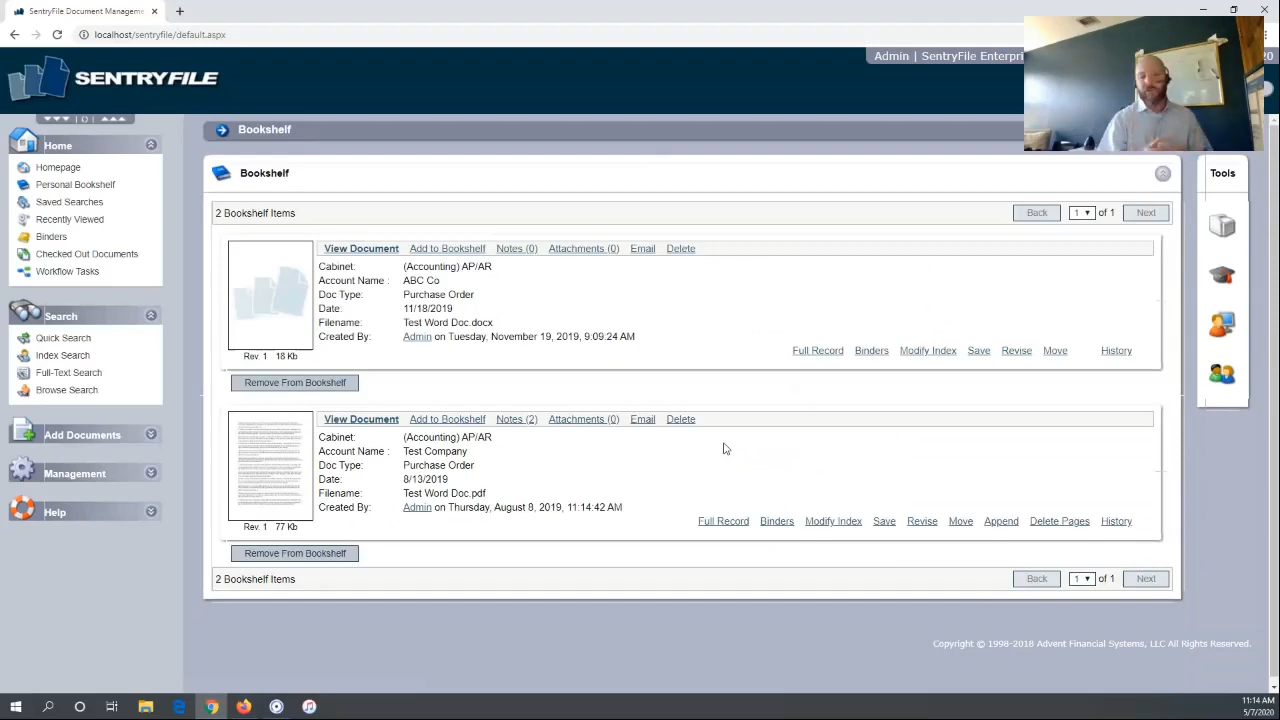 SentryFile Document Manageme
localhost/sentryfile/default.aspx
Admin | SentryFile Enterpri
20
SENTRYFILE
Home
Homepage
Personal Bookshelf
Saved Searches
Recently Viewed
Binders
Checked Out Documents
Workflow Tasks
Search
Quick Search
Index Search
Full-Text Search
Browse Search
Add Documents
Management
Help
Bookshelf
Bookshelf
2 Bookshelf Items
Back 1 of 1 Next
View Document Add to Bookshelf Notes (0) Attachments (0) Email Delete
Cabinet: (Accounting) AP/AR
Account Name : ABC Co
Doc Type: Purchase Order
Date: 11/18/2019
Filename: Test Word Doc.docx
Created By: Admin on Tuesday, November 19, 2019, 9:09:24 AM
Rev. 1 18 Kb
Full Record Binders Modify Index Save Revise Move History
Remove From Bookshelf
View Document Add to Bookshelf Notes (2) Attachments (0) Email Delete
Cabinet: (Accounting) AP/AR
Account Name : Test Company
Doc Type: Purchase Order
Date: 8/13/2019
Filename: Test Word Doc.pdf
Created By: Admin on Thursday, August 8, 2019, 11:14:42 AM
Rev. 1 77 Kb
Full Record Binders Modify Index Save Revise Move Append Delete Pages History
Remove From Bookshelf
2 Bookshelf Items
Back 1 of 1 Next
Tools
Copyright © 1998-2018 Advent Financial Systems, LLC All Rights Reserved.
11:14 AM
5/7/2020